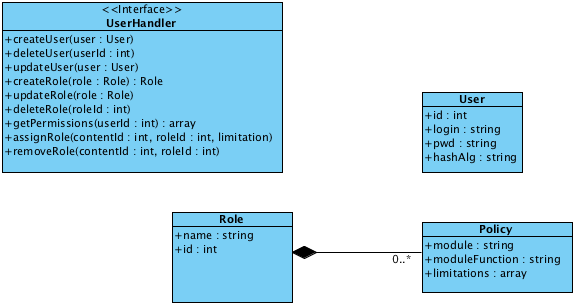 <<Interface>>
UserHandler
+createUser(user : User)
+deleteUser(userId : int)
+updateUser(user : User)
+createRole(role : Role) : Role
+updateRole(role : Role)
+deleteRole(roleId : int)
+getPermissions(userId : int) : array
+assignRole(contentId : int, roleId : int, limitation)
+removeRole(contentId : int, roleId : int)
User
+id : int
+login : string
+pwd : string
+hashAlg : string
Role
+name : string
+id : int
0..*
Policy
+module : string
+moduleFunction : string
+limitations : array